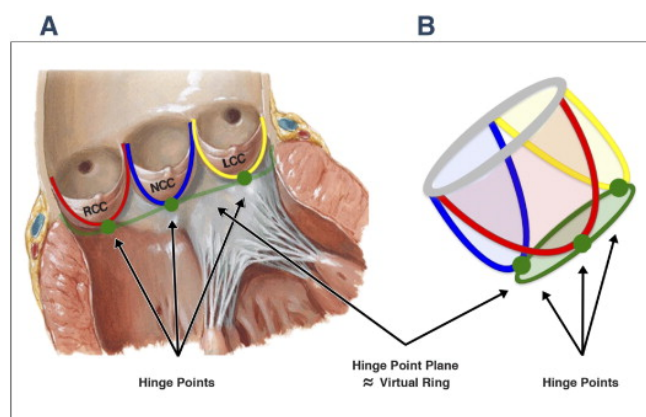 A
B
RCC
NCC
LCC
Hinge Points
Hinge Point Plane
≈ Virtual Ring
Hinge Points